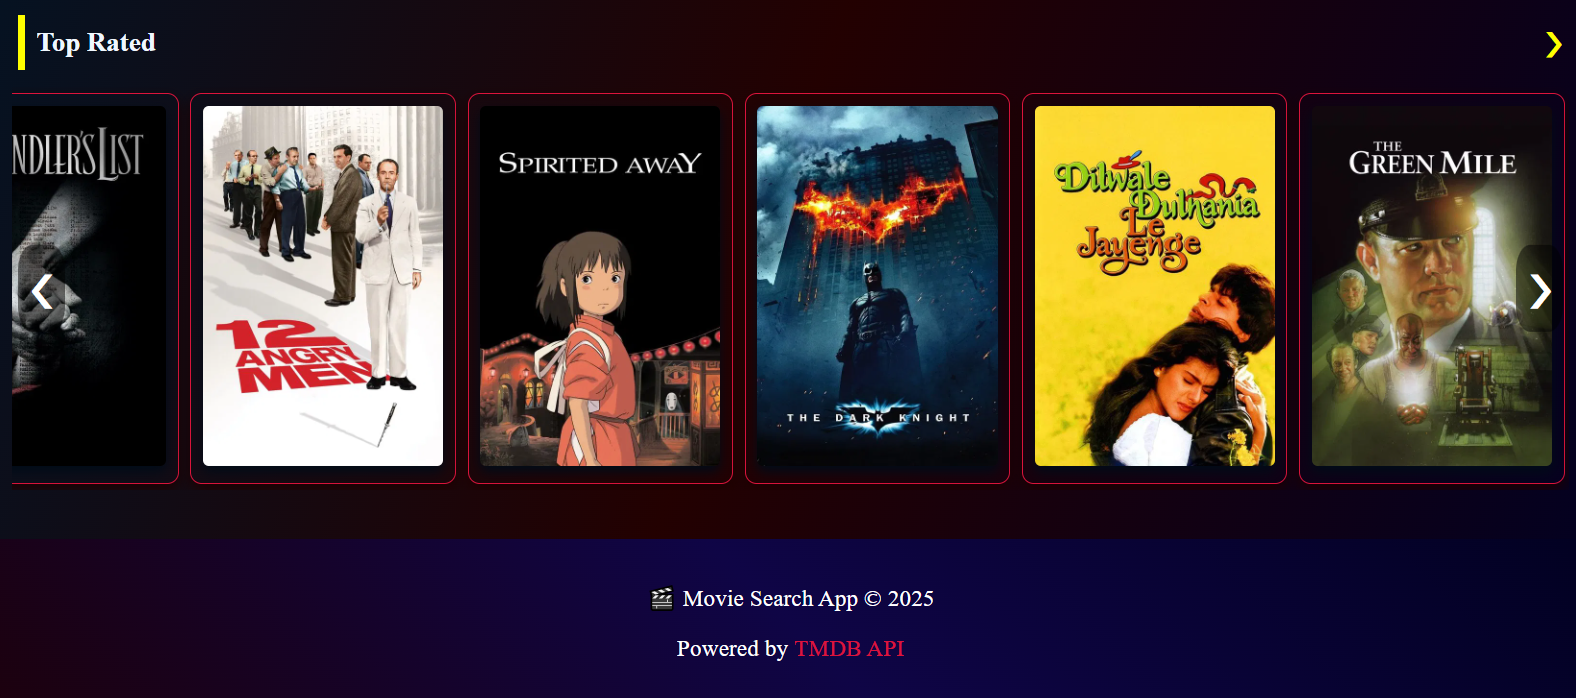 Top Rated
NDLER'S LIST
12
ANGRY
MEN
SPIRITED AWAY
THE DARK KNIGHT
Dilwale
Dulhania
Le
Jayenge
THE
GREEN MILE
🎬 Movie Search App © 2025
Powered by TMDB API